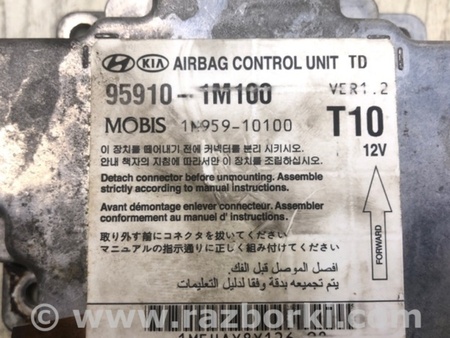 HYUNDAI KIA AIRBAG CONTROL UNIT TD
95910-1M100 VER1.2
MOBIS 1M959-10100 T10
12V
이 장치를 떼어내기 전에 커넥터를 분리 시키시오.
안내 책자의 지침에 따라서만 이 장치를 조립하십시오.
Detach connector before unmounting. Assemble
strictly according to manual instructions.
Avant démontage enlever connecteur. Assembler
conformement au manuel d' instructions.
取り外す前にコネクタを抜いてください
マニュアルの指示通りに正しく組み付けてください
افصل الموصل قبل الفك.
يتم تجميعه بدقة وفقا لدليل التعليمات
FORWARD
www.razborki.com